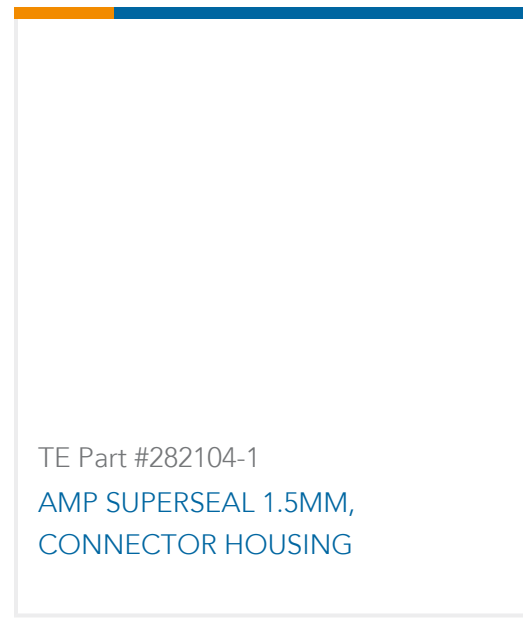 TE Part #282104-1
AMP SUPERSEAL 1.5MM,
CONNECTOR HOUSING